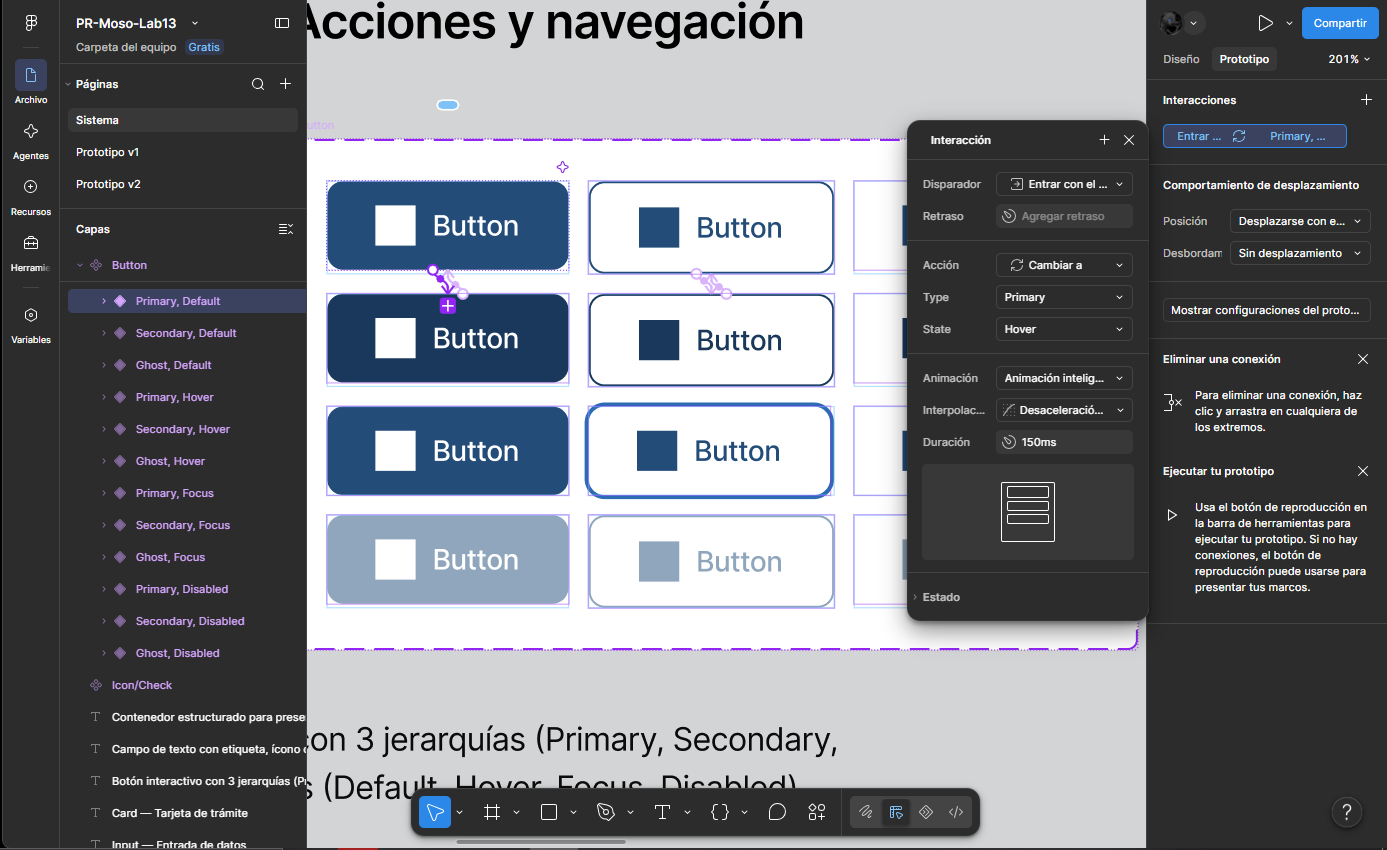 PR-Moso-Lab13
Carpeta del equipo Gratis
Archivo
Agentes
Recursos
Herramie
Variables
Páginas
Sistema
Prototipo v1
Prototipo v2
Capas
Button
Primary, Default
Secondary, Default
Ghost, Default
Primary, Hover
Secondary, Hover
Ghost, Hover
Primary, Focus
Secondary, Focus
Ghost, Focus
Primary, Disabled
Secondary, Disabled
Ghost, Disabled
Icon/Check
Contenedor estructurado para prese
Campo de texto con etiqueta, ícono
Botón interactivo con 3 jerarquías (Pr
Card — Tarjeta de trámite
Input — Entrada de datos
Acciones y navegación
utton
Button Button
Button Button
Button Button
Button Button
con 3 jerarquías (Primary, Secondary,
s (Default, Hover, Focus, Disabled)
Interacción
Disparador Entrar con el ...
Retraso Agregar retraso
Acción Cambiar a
Type Primary
State Hover
Animación Animación intelig...
Interpolac... Desaceleració...
Duración 150ms
Estado
Compartir
Diseño Prototipo 201%
Interacciones
Entrar ... Primary, ...
Comportamiento de desplazamiento
Posición Desplazarse con e...
Desbordam Sin desplazamiento
Mostrar configuraciones del proto...
Eliminar una conexión
Para eliminar una conexión, haz
clic y arrastra en cualquiera de
los extremos.
Ejecutar tu prototipo
Usa el botón de reproducción en
la barra de herramientas para
ejecutar tu prototipo. Si no hay
conexiones, el botón de
reproducción puede usarse para
presentar tus marcos.
?